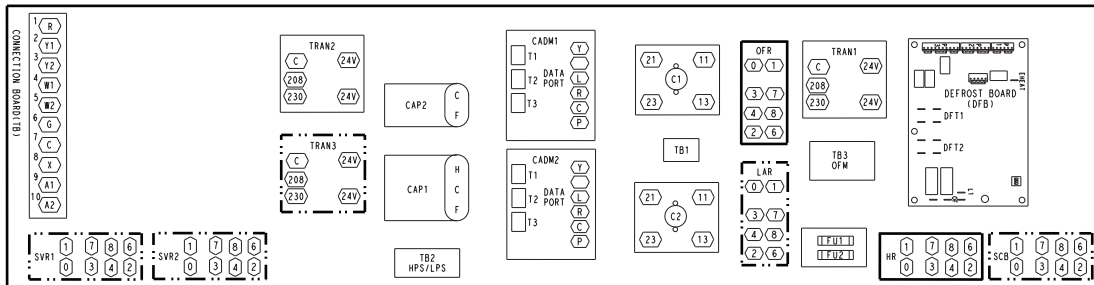 CONNECTION BOARD(LTB)
1 R
2 Y1
3 Y2
4 W1
5 W2
6 G
7 C
8 X
9 A1
10 A2
SVR1
1 7 8 6
0 3 4 2
SVR2
1 7 8 6
0 3 4 2
TRAN2
C 24V
208
230 24V
TRAN3
C 24V
208
230 24V
CAP2
C
F
CAP1
H
C
F
TB2
HPS/LPS
CADM1
T1
T2
T3
DATA
PORT
Y
L
R
C
P
CADM2
T1
T2
T3
DATA
PORT
Y
L
R
C
P
21 11
C1
23 13
TB1
21 11
C2
23 13
OFR
0 1
3 7
4 8
2 6
LAR
0 1
3 7
4 8
2 6
TRAN1
C 24V
208
230 24V
TB3
OFM
FU1
FU2
HR
1 7 8 6
0 3 4 2
SCB
1 7 8 6
0 3 4 2
EHEAT
DEFROST BOARD
(DFB)
DFT1
DFT2
L1